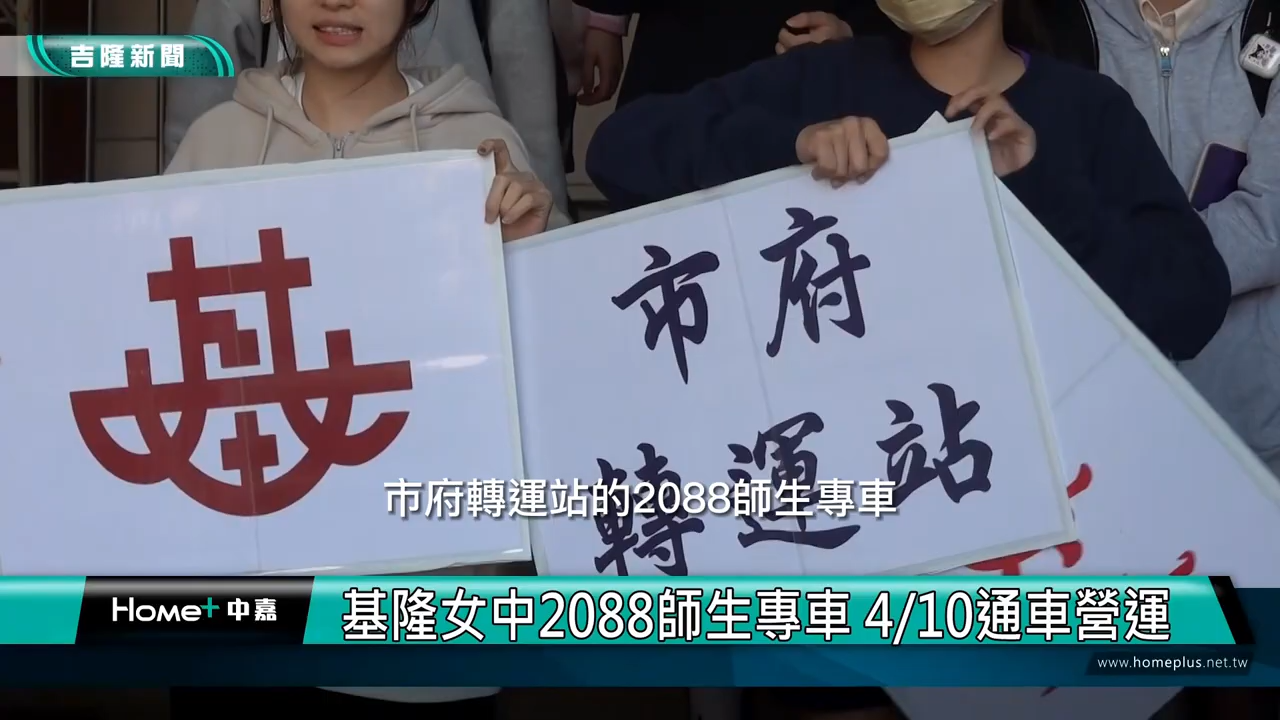 吉隆新聞
市府
轉運站
市府轉運站的2088師生專車
Home+中嘉
基隆女中2088師生專車 4/10通車營運
www.homeplus.net.tw